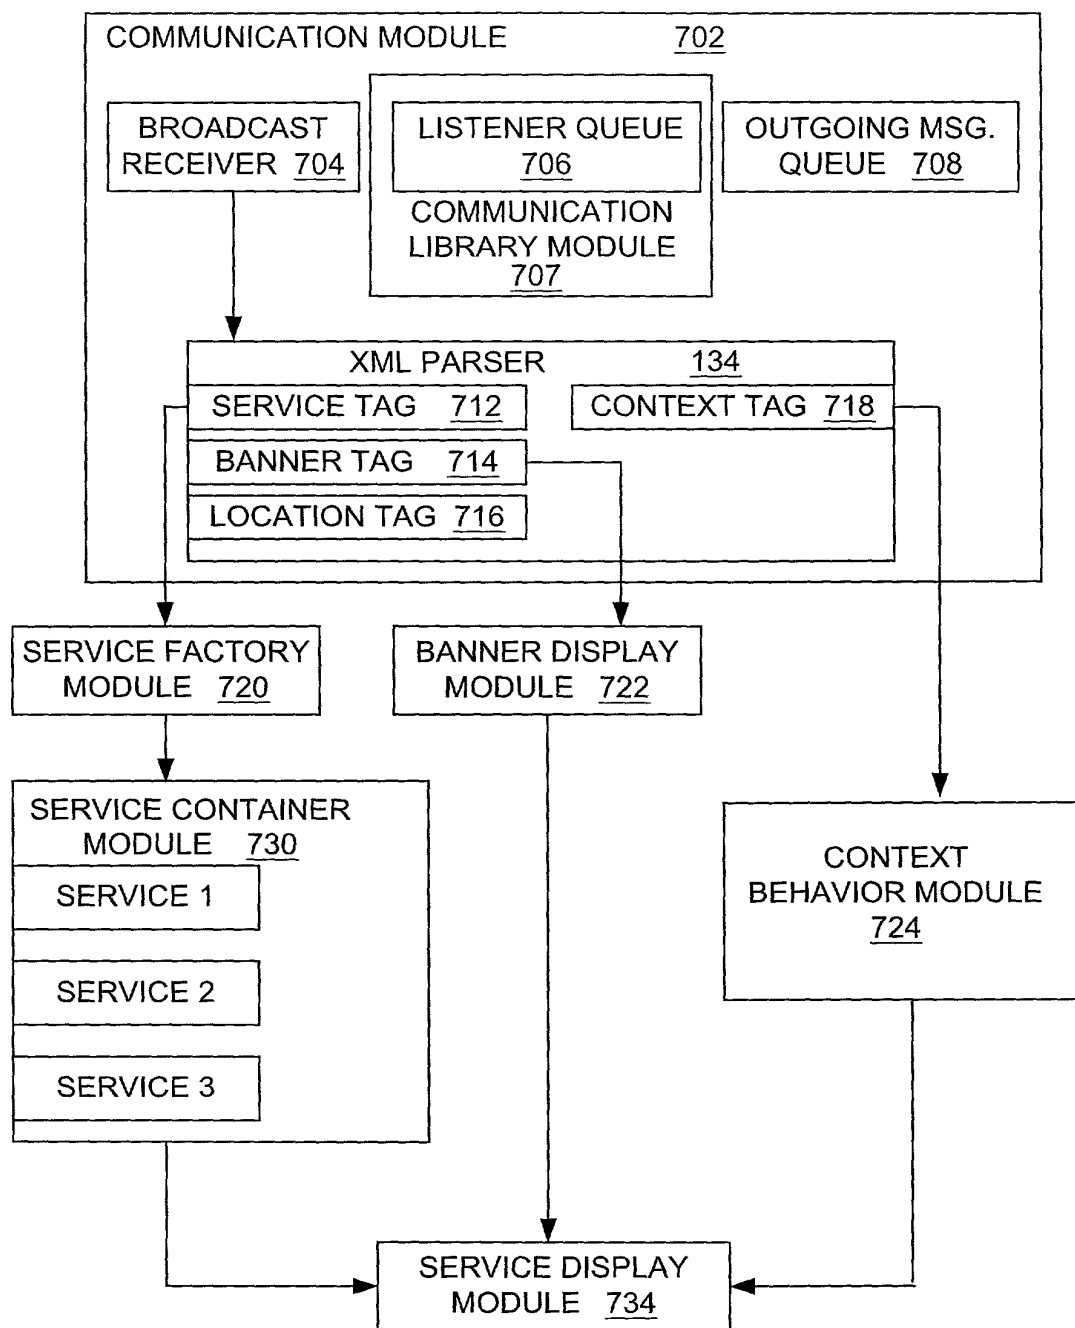 COMMUNICATION MODULE 702
BROADCAST
RECEIVER 704
LISTENER QUEUE
706
COMMUNICATION
LIBRARY MODULE
707
OUTGOING MSG.
QUEUE 708
XML PARSER 134
SERVICE TAG 712
CONTEXT TAG 718
BANNER TAG 714
LOCATION TAG 716
SERVICE FACTORY
MODULE 720
BANNER DISPLAY
MODULE 722
SERVICE CONTAINER
MODULE 730
SERVICE 1
SERVICE 2
SERVICE 3
CONTEXT
BEHAVIOR MODULE
724
SERVICE DISPLAY
MODULE 734